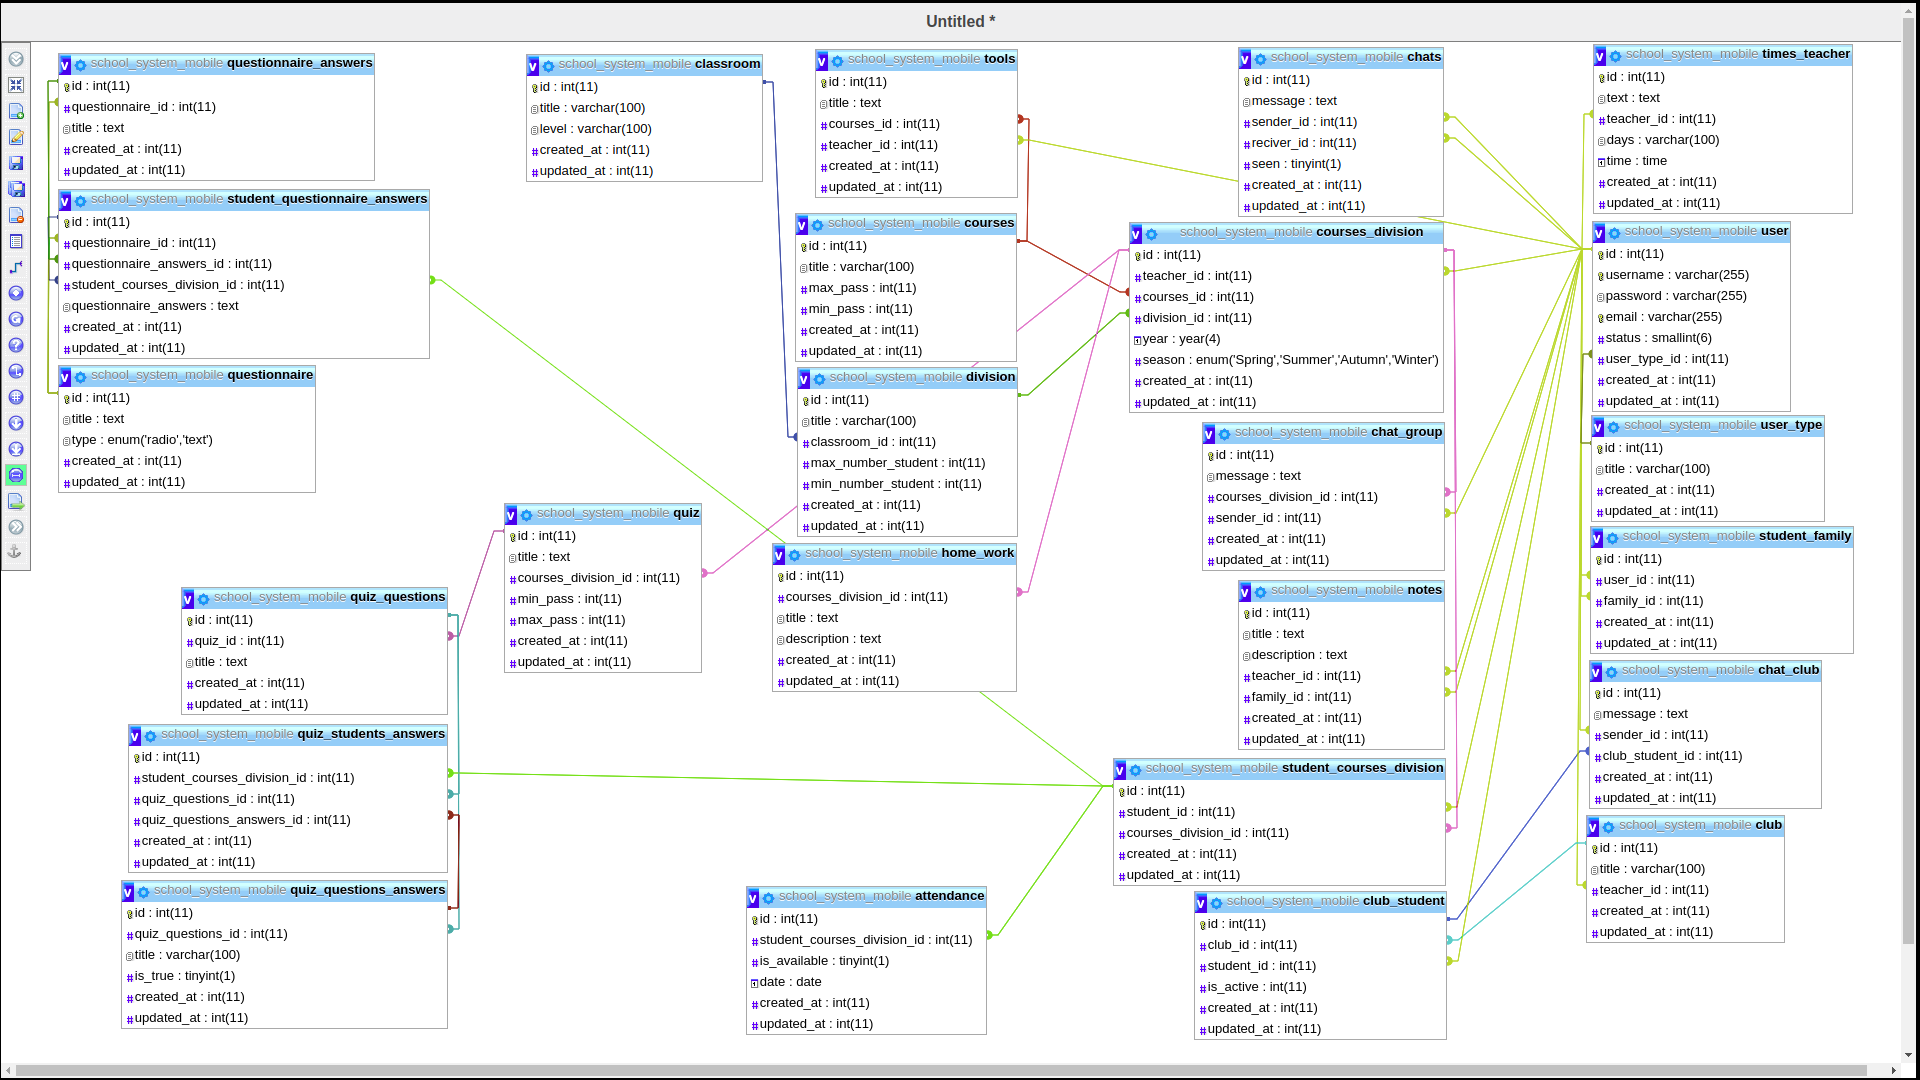 Untitled *
school_system_mobile questionnaire_answers
id : int(11)
questionnaire_id : int(11)
title : text
created_at : int(11)
updated_at : int(11)
school_system_mobile student_questionnaire_answers
id : int(11)
questionnaire_id : int(11)
questionnaire_answers_id : int(11)
student_courses_division_id : int(11)
questionnaire_answers : text
created_at : int(11)
updated_at : int(11)
school_system_mobile questionnaire
id : int(11)
title : text
type : enum('radio','text')
created_at : int(11)
updated_at : int(11)
school_system_mobile quiz_questions
id : int(11)
quiz_id : int(11)
title : text
created_at : int(11)
updated_at : int(11)
school_system_mobile quiz_students_answers
id : int(11)
student_courses_division_id : int(11)
quiz_questions_id : int(11)
quiz_questions_answers_id : int(11)
created_at : int(11)
updated_at : int(11)
school_system_mobile quiz_questions_answers
id : int(11)
quiz_questions_id : int(11)
title : varchar(100)
is_true : tinyint(1)
created_at : int(11)
updated_at : int(11)
school_system_mobile classroom
id : int(11)
title : varchar(100)
level : varchar(100)
created_at : int(11)
updated_at : int(11)
school_system_mobile quiz
id : int(11)
title : text
courses_division_id : int(11)
min_pass : int(11)
max_pass : int(11)
created_at : int(11)
updated_at : int(11)
school_system_mobile tools
id : int(11)
title : text
courses_id : int(11)
teacher_id : int(11)
created_at : int(11)
updated_at : int(11)
school_system_mobile courses
id : int(11)
title : varchar(100)
max_pass : int(11)
min_pass : int(11)
created_at : int(11)
updated_at : int(11)
school_system_mobile division
id : int(11)
title : varchar(100)
classroom_id : int(11)
max_number_student : int(11)
min_number_student : int(11)
created_at : int(11)
updated_at : int(11)
school_system_mobile home_work
id : int(11)
courses_division_id : int(11)
title : text
description : text
created_at : int(11)
updated_at : int(11)
school_system_mobile attendance
id : int(11)
student_courses_division_id : int(11)
is_available : tinyint(1)
date : date
created_at : int(11)
updated_at : int(11)
school_system_mobile chats
id : int(11)
message : text
sender_id : int(11)
reciver_id : int(11)
seen : tinyint(1)
created_at : int(11)
updated_at : int(11)
school_system_mobile courses_division
id : int(11)
teacher_id : int(11)
courses_id : int(11)
division_id : int(11)
year : year(4)
season : enum('Spring','Summer','Autumn','Winter')
created_at : int(11)
updated_at : int(11)
school_system_mobile chat_group
id : int(11)
message : text
courses_division_id : int(11)
sender_id : int(11)
created_at : int(11)
updated_at : int(11)
school_system_mobile notes
id : int(11)
title : text
description : text
teacher_id : int(11)
family_id : int(11)
created_at : int(11)
updated_at : int(11)
school_system_mobile student_courses_division
id : int(11)
student_id : int(11)
courses_division_id : int(11)
created_at : int(11)
updated_at : int(11)
school_system_mobile club_student
id : int(11)
club_id : int(11)
student_id : int(11)
is_active : int(11)
created_at : int(11)
updated_at : int(11)
school_system_mobile times_teacher
id : int(11)
text : text
teacher_id : int(11)
days : varchar(100)
time : time
created_at : int(11)
updated_at : int(11)
school_system_mobile user
id : int(11)
username : varchar(255)
password : varchar(255)
email : varchar(255)
status : smallint(6)
user_type_id : int(11)
created_at : int(11)
updated_at : int(11)
school_system_mobile user_type
id : int(11)
title : varchar(100)
created_at : int(11)
updated_at : int(11)
school_system_mobile student_family
id : int(11)
user_id : int(11)
family_id : int(11)
created_at : int(11)
updated_at : int(11)
school_system_mobile chat_club
id : int(11)
message : text
sender_id : int(11)
club_student_id : int(11)
created_at : int(11)
updated_at : int(11)
school_system_mobile club
id : int(11)
title : varchar(100)
teacher_id : int(11)
created_at : int(11)
updated_at : int(11)